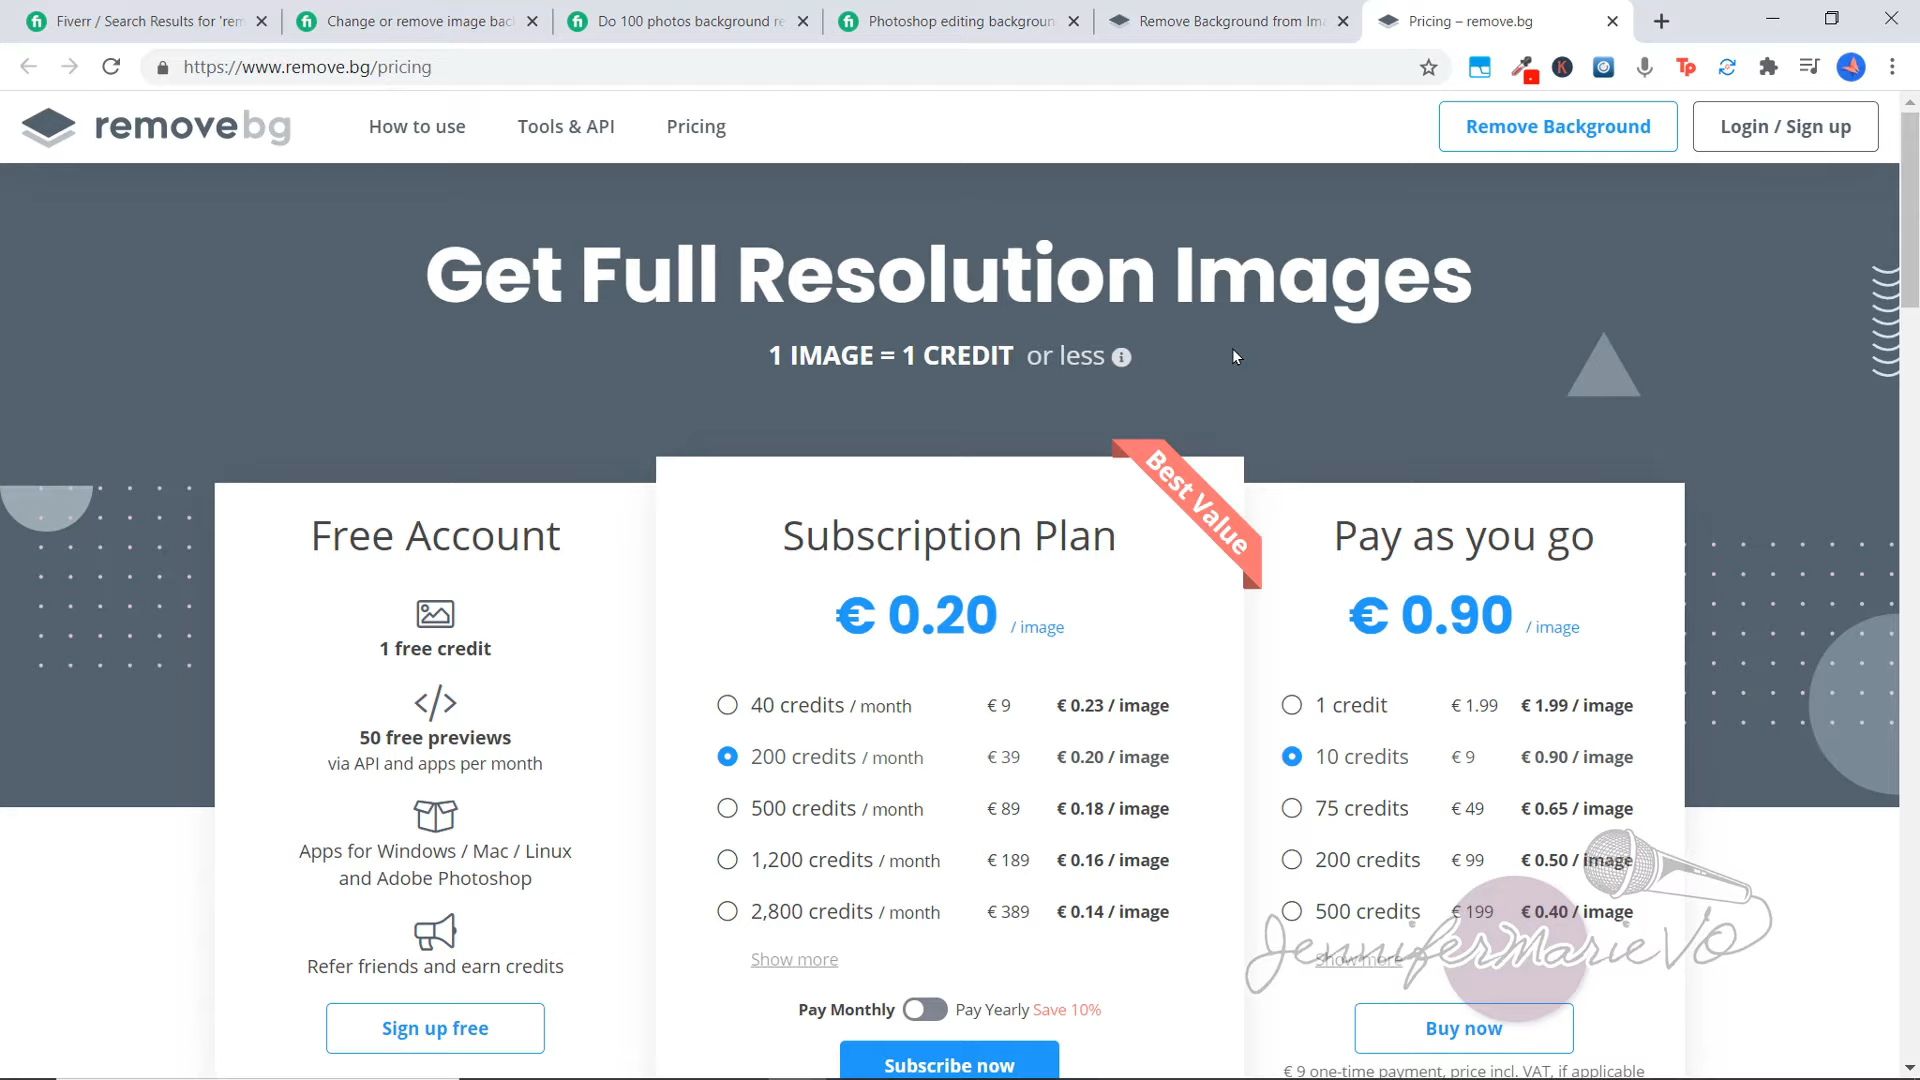 Fiverr / Search Results for 'rem
Change or remove image bac
Do 100 photos background re
Photoshop editing backgroun
Remove Background from Ima
Pricing – remove.bg
https://www.remove.bg/pricing
removebg
How to use
Tools & API
Pricing
Remove Background
Login / Sign up
Get Full Resolution Images
1 IMAGE = 1 CREDIT or less
Free Account
1 free credit
50 free previews
via API and apps per month
Apps for Windows / Mac / Linux
and Adobe Photoshop
Refer friends and earn credits
Sign up free
Best Value
Subscription Plan
€ 0.20 / image
40 credits / month € 9 € 0.23 / image
200 credits / month € 39 € 0.20 / image
500 credits / month € 89 € 0.18 / image
1,200 credits / month € 189 € 0.16 / image
2,800 credits / month € 389 € 0.14 / image
Show more
Pay Monthly Pay Yearly Save 10%
Subscribe now
Pay as you go
€ 0.90 / image
1 credit € 1.99 € 1.99 / image
10 credits € 9 € 0.90 / image
75 credits € 49 € 0.65 / image
200 credits € 99 € 0.50 / image
500 credits € 199 € 0.40 / image
Show more
JenniferMarieVO
Buy now
€ 9 one-time payment, price incl. VAT, if applicable